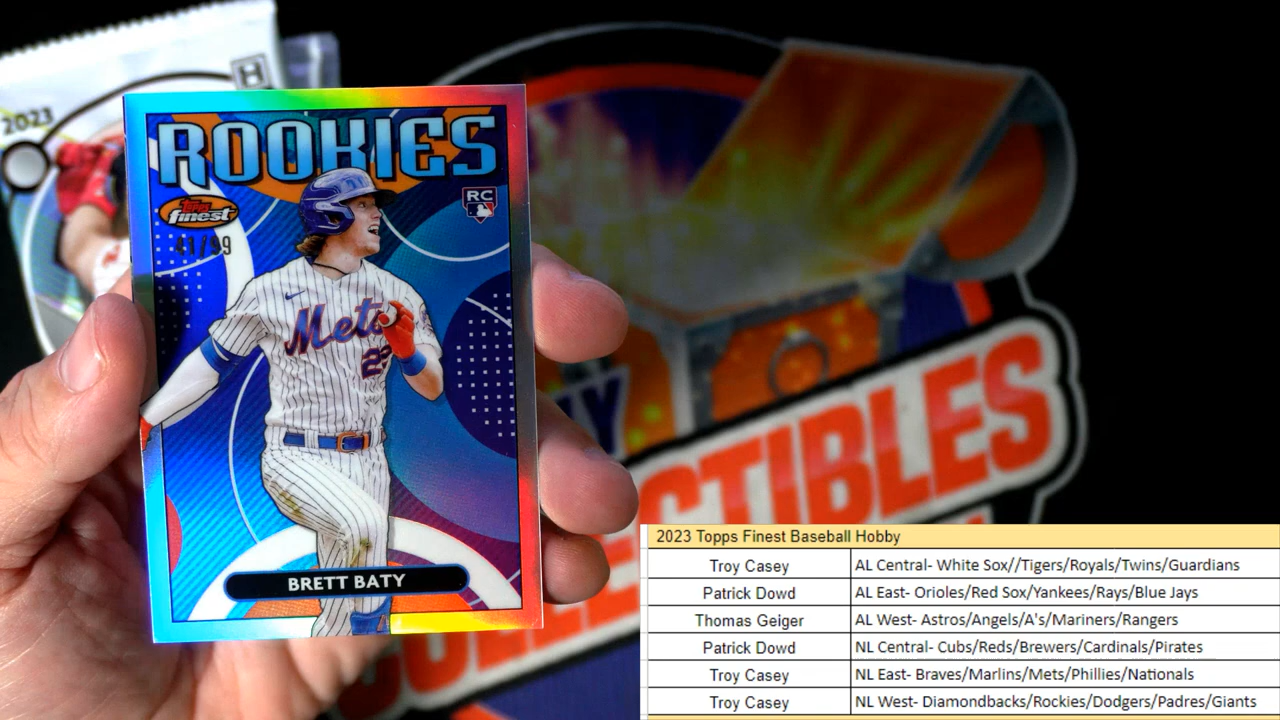 2023
H
ROOKIES
Topps
finest
RC
41/99
Mets
22
BRETT BATY
COLLECTIBLES
2023 Topps Finest Baseball Hobby
Troy Casey AL Central- White Sox//Tigers/Royals/Twins/Guardians
Patrick Dowd AL East- Orioles/Red Sox/Yankees/Rays/Blue Jays
Thomas Geiger AL West- Astros/Angels/A's/Mariners/Rangers
Patrick Dowd NL Central- Cubs/Reds/Brewers/Cardinals/Pirates
Troy Casey NL East- Braves/Marlins/Mets/Phillies/Nationals
Troy Casey NL West- Diamondbacks/Rockies/Dodgers/Padres/Giants